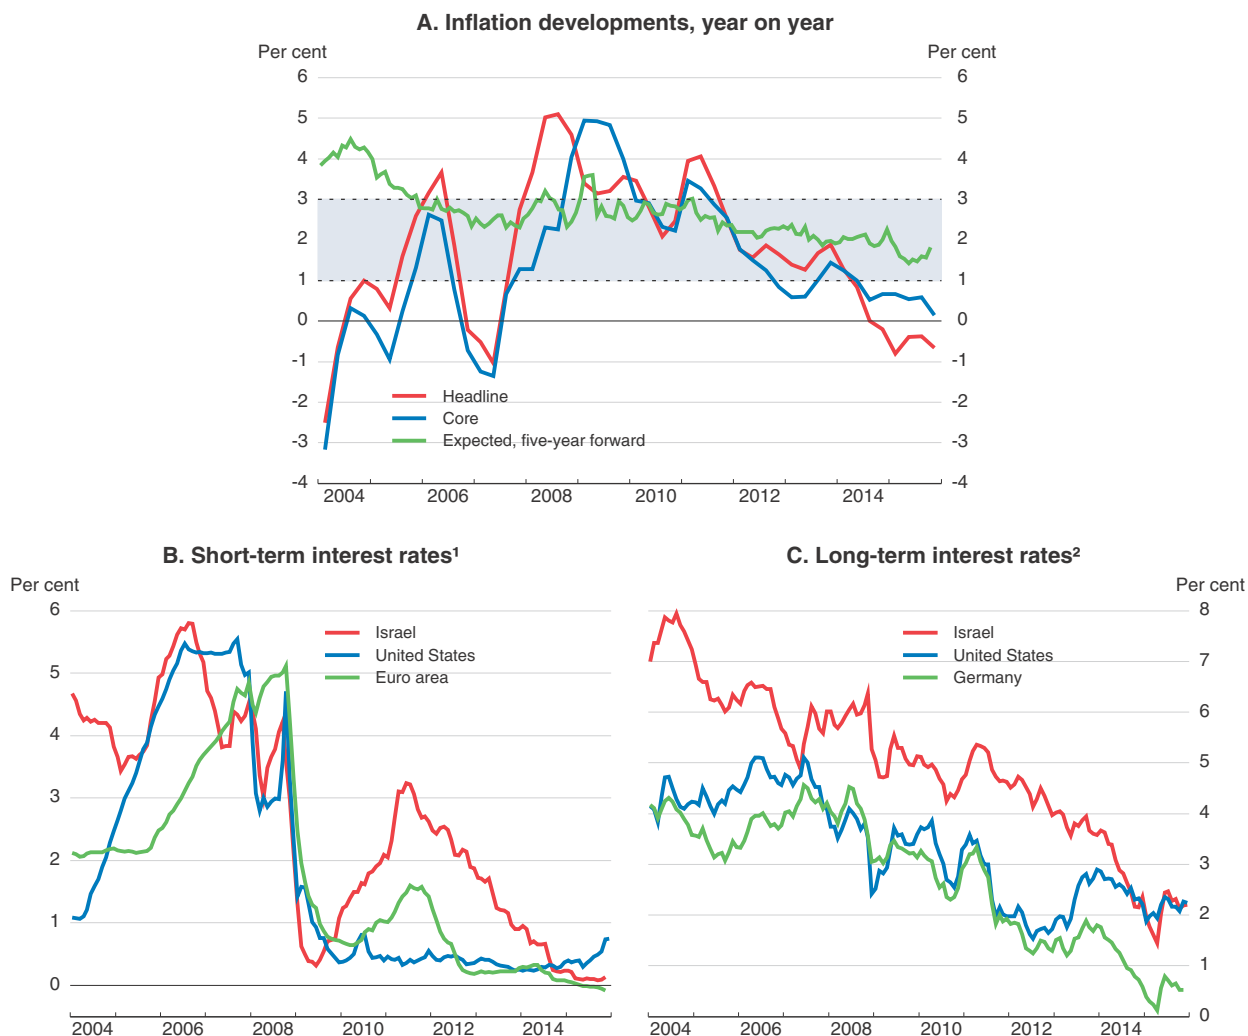 A. Inflation developments, year on year
Per cent Per cent
6 6
5 5
4 4
3 3
2 2
1 1
0 0
-1 -1
-2 -2
-3 -3
-4 -4
Headline
Core
Expected, five-year forward
2004 2006 2008 2010 2012 2014
B. Short-term interest rates¹
Per cent
6
5
4
3
2
1
0
Israel
United States
Euro area
2004 2006 2008 2010 2012 2014
C. Long-term interest rates²
Per cent
8
7
6
5
4
3
2
1
0
Israel
United States
Germany
2004 2006 2008 2010 2012 2014